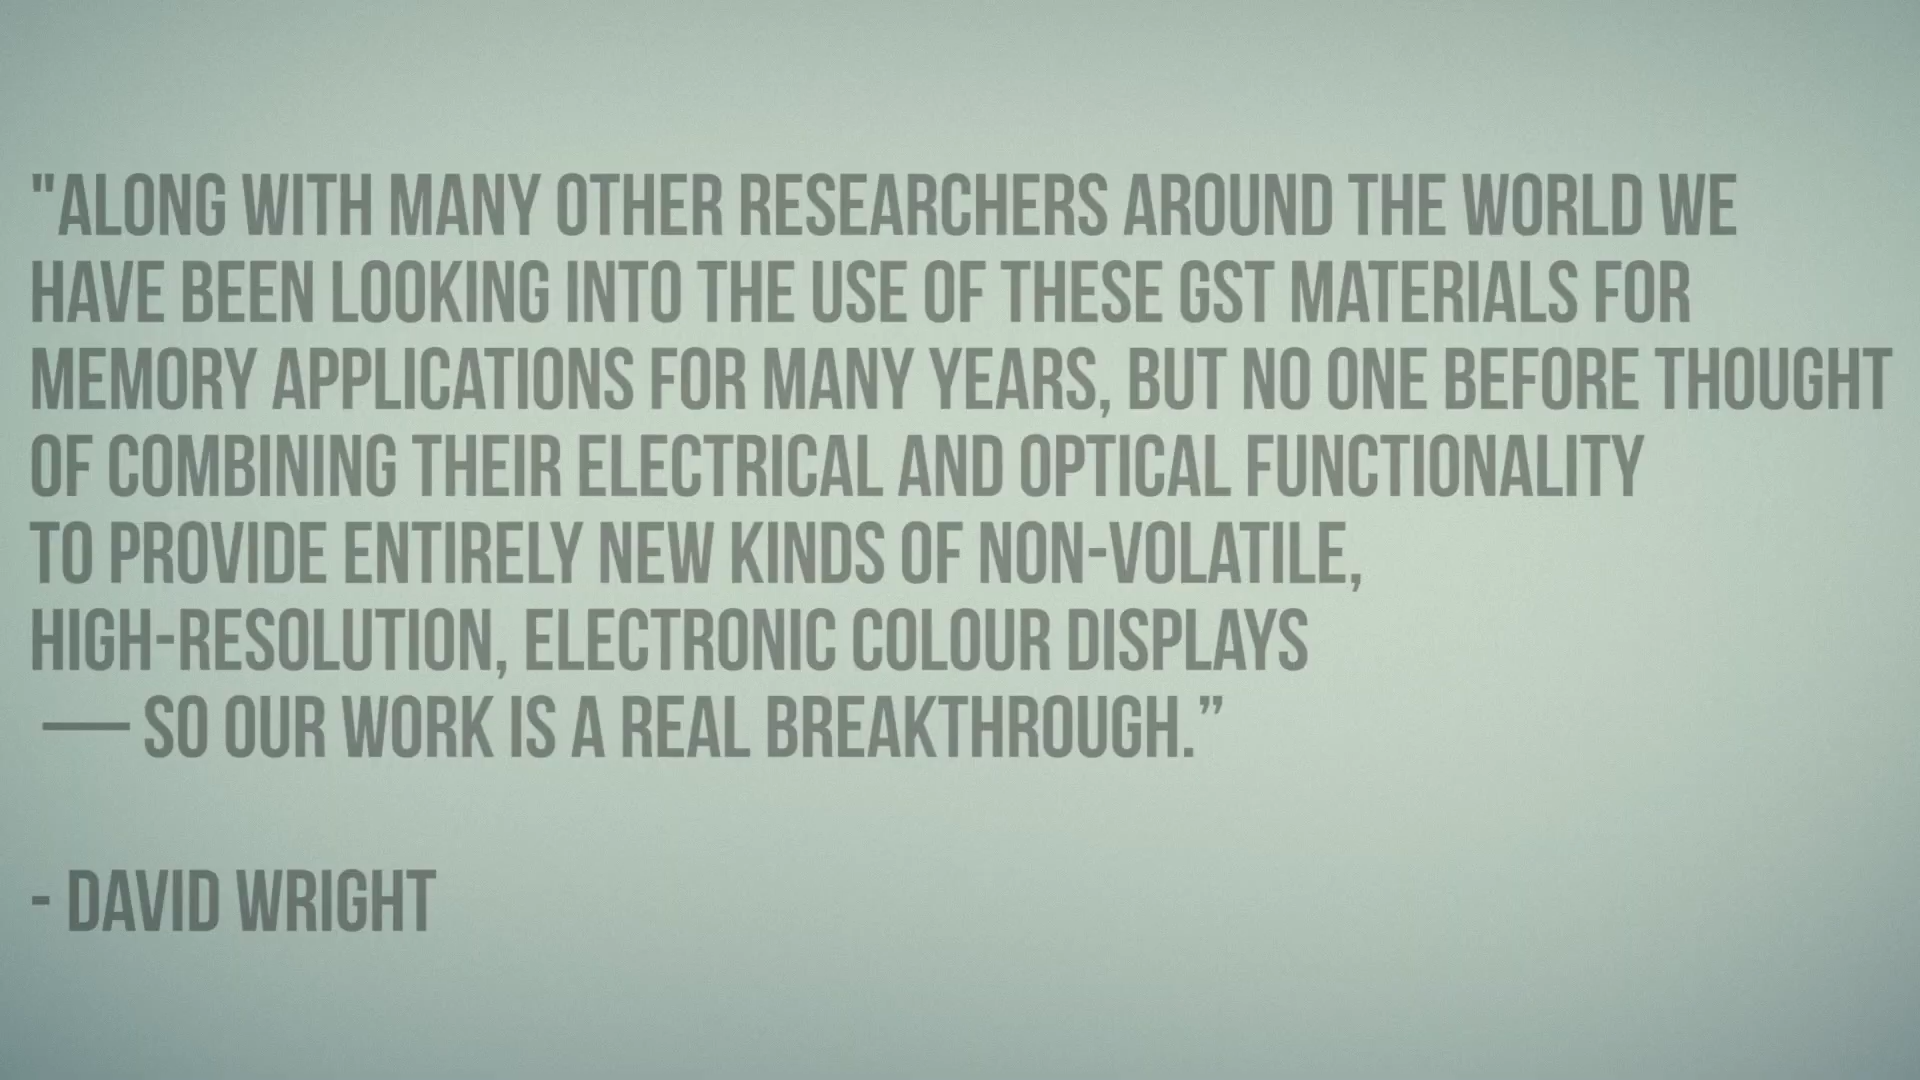 "ALONG WITH MANY OTHER RESEARCHERS AROUND THE WORLD WE
HAVE BEEN LOOKING INTO THE USE OF THESE GST MATERIALS FOR
MEMORY APPLICATIONS FOR MANY YEARS, BUT NO ONE BEFORE THOUGHT
OF COMBINING THEIR ELECTRICAL AND OPTICAL FUNCTIONALITY
TO PROVIDE ENTIRELY NEW KINDS OF NON-VOLATILE,
HIGH-RESOLUTION, ELECTRONIC COLOUR DISPLAYS
— SO OUR WORK IS A REAL BREAKTHROUGH.”
- DAVID WRIGHT